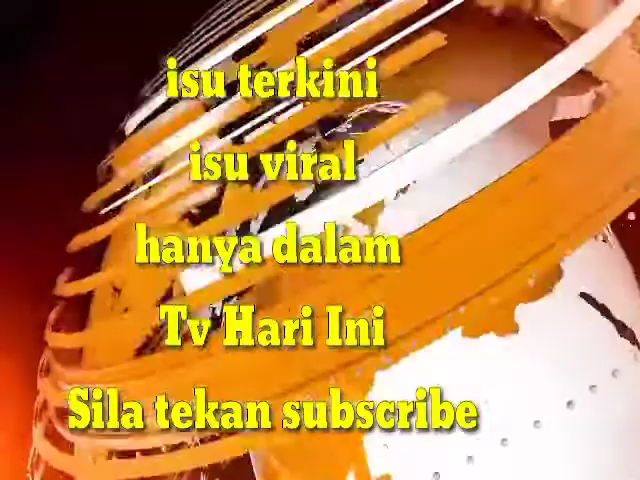 isu terkini
isu viral
hanya dalam
Tv Hari Ini
Sila tekan subscribe